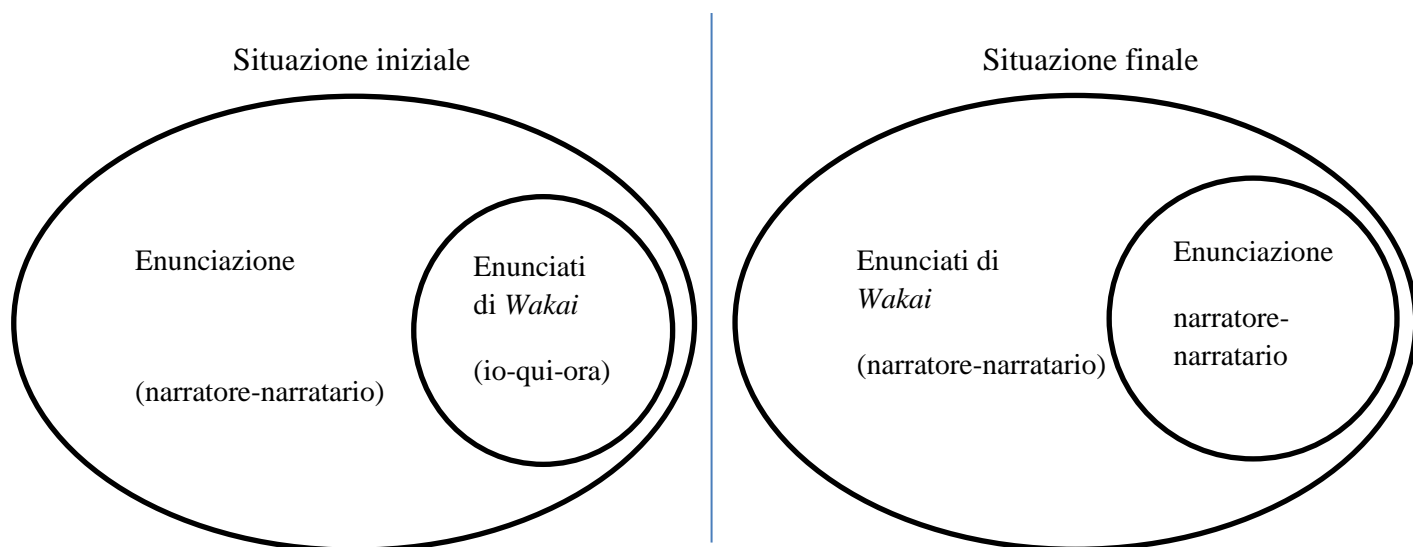 Situazione iniziale
Enunciazione
(narratore-narratario)
Enunciati
di Wakai
(io-qui-ora)
Situazione finale
Enunciati di
Wakai
(narratore-narratario)
Enunciazione
narratore-
narratario